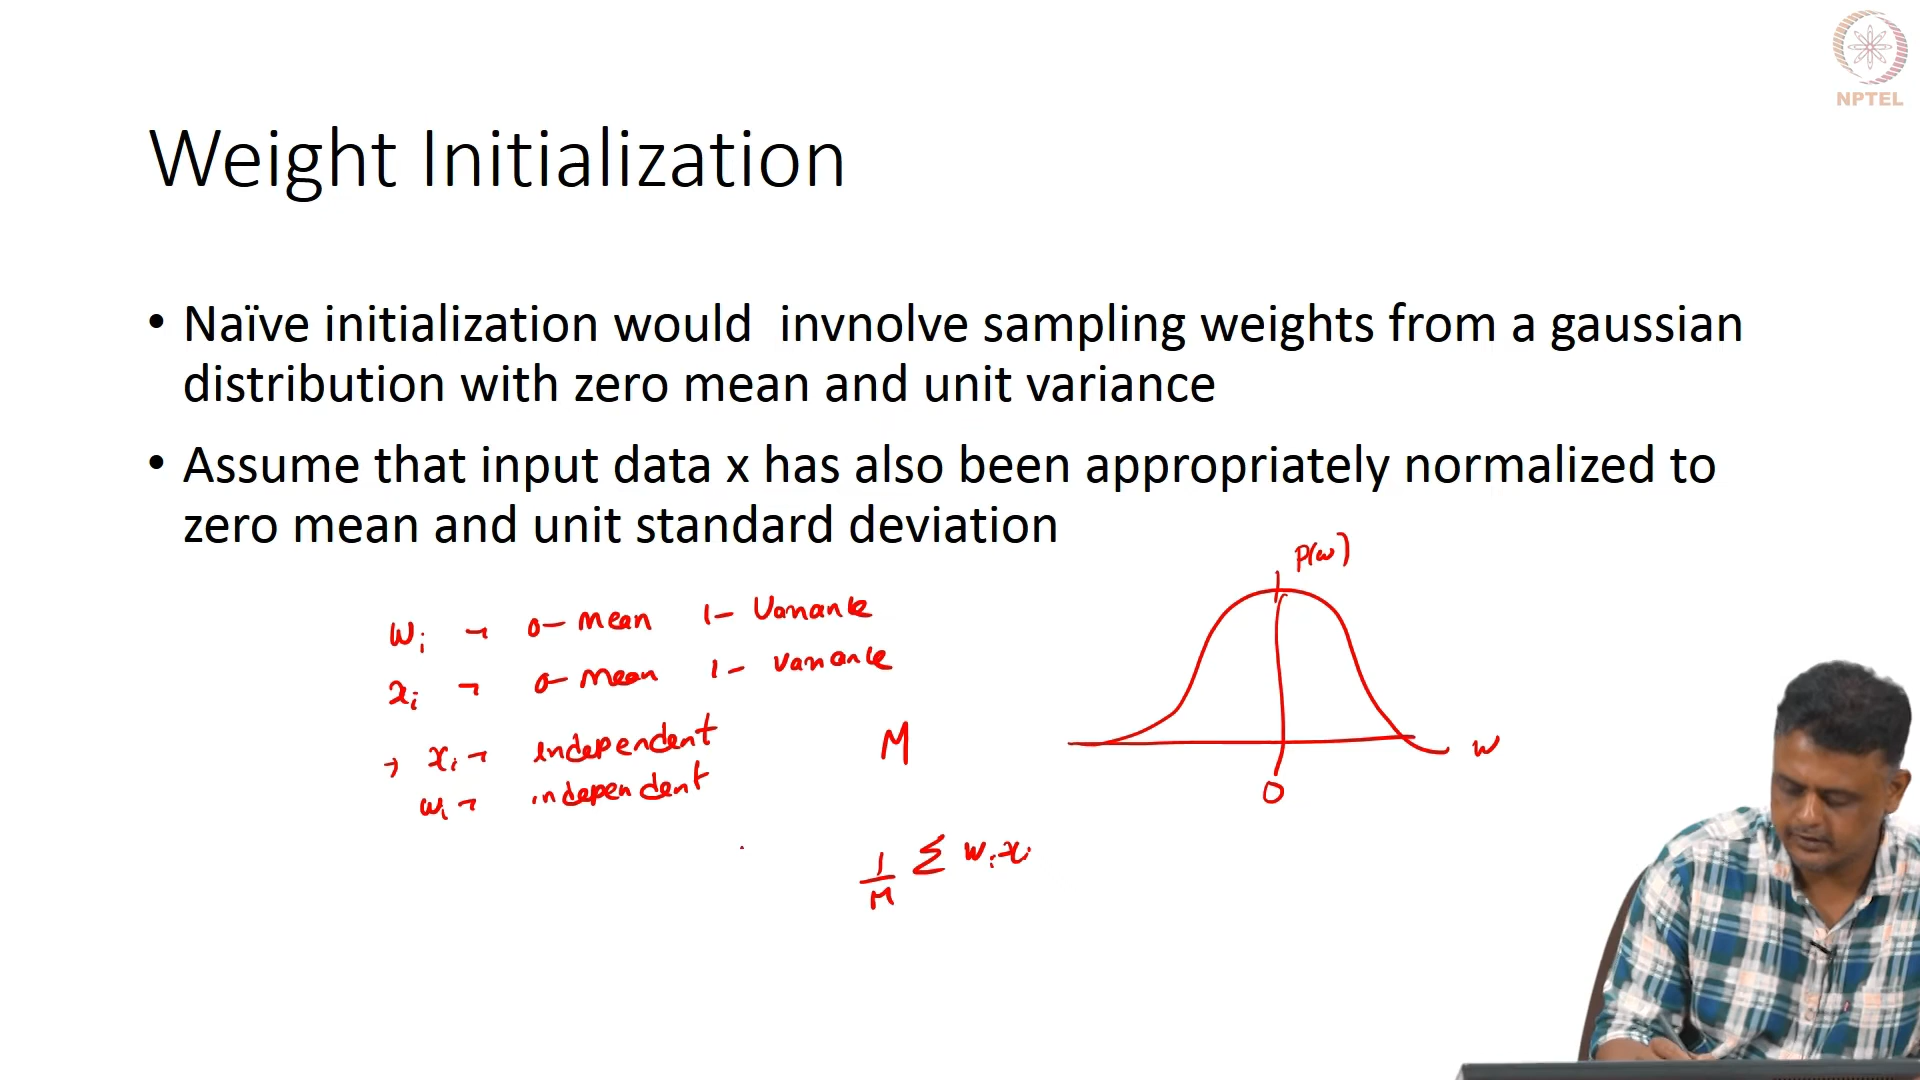 NPTEL
Weight Initialization
• Naïve initialization would invnolve sampling weights from a gaussian
distribution with zero mean and unit variance
• Assume that input data x has also been appropriately normalized to
zero mean and unit standard deviation
P(w)
wi → 0- mean 1- Variance
xi → 0- mean 1- variance
→ xi → independent
wi → independent
M
w
0
1/M Σ wi xi